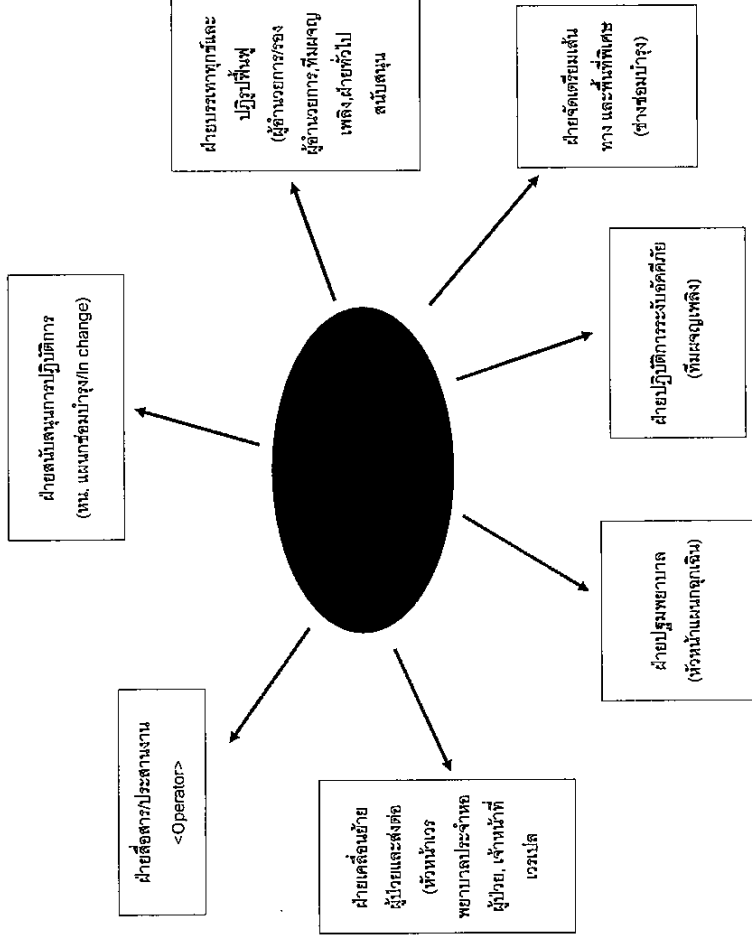 ฝ่ายสนับสนุนการปฏิบัติการ
(หน. แผนกซ่อมบำรุง/In change)
ฝ่ายสื่อสาร/ประสานงาน
<Operator>
ฝ่ายบรรเทาทุกข์และ
ปฏิรูปฟื้นฟู
(ผู้อำนวยการ/รอง
ผู้อำนวยการ,ทีมผจญ
เพลิง,ฝ่ายทั่วไป
สนับสนุน
ฝ่ายเคลื่อนย้าย
ผู้ป่วยและส่งต่อ
(หัวหน้าเวร
พยาบาลประจำหอ
ผู้ป่วย, เจ้าหน้าที่
เวรเปล
ฝ่ายจัดเตรียมเส้น
ทาง และพื้นที่พิเศษ
(ช่างซ่อมบำรุง)
ฝ่ายปฐมพยาบาล
(หัวหน้าแผนกฉุกเฉิน)
ฝ่ายปฏิบัติการระงับอัคคีภัย
(ทีมผจญเพลิง)